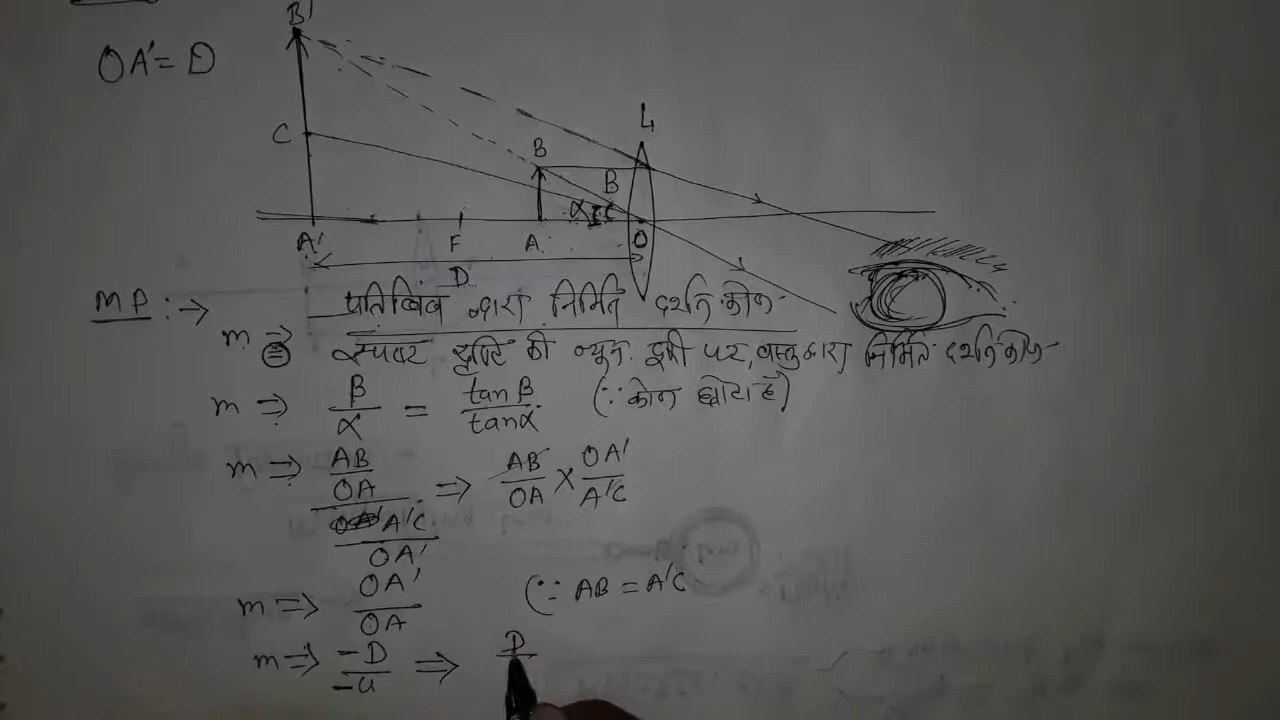 B'
OA' = D
L
C
B
B
α
A' F A O
D
MP :→ प्रतिबिंब द्वारा निर्मित दर्शन कोण
m ⇒ स्पष्ट दृष्टि की न्यून. दूरी पर, वस्तु द्वारा निर्मित दर्शन कोण
m ⇒ β/α = tanβ/tanα (∵ कोण छोटा है)
m ⇒ AB/OA / A'C/OA' ⇒ AB/OA × OA'/A'C
m ⇒ OA'/OA (∵ AB = A'C
m ⇒ -D/-u ⇒ D